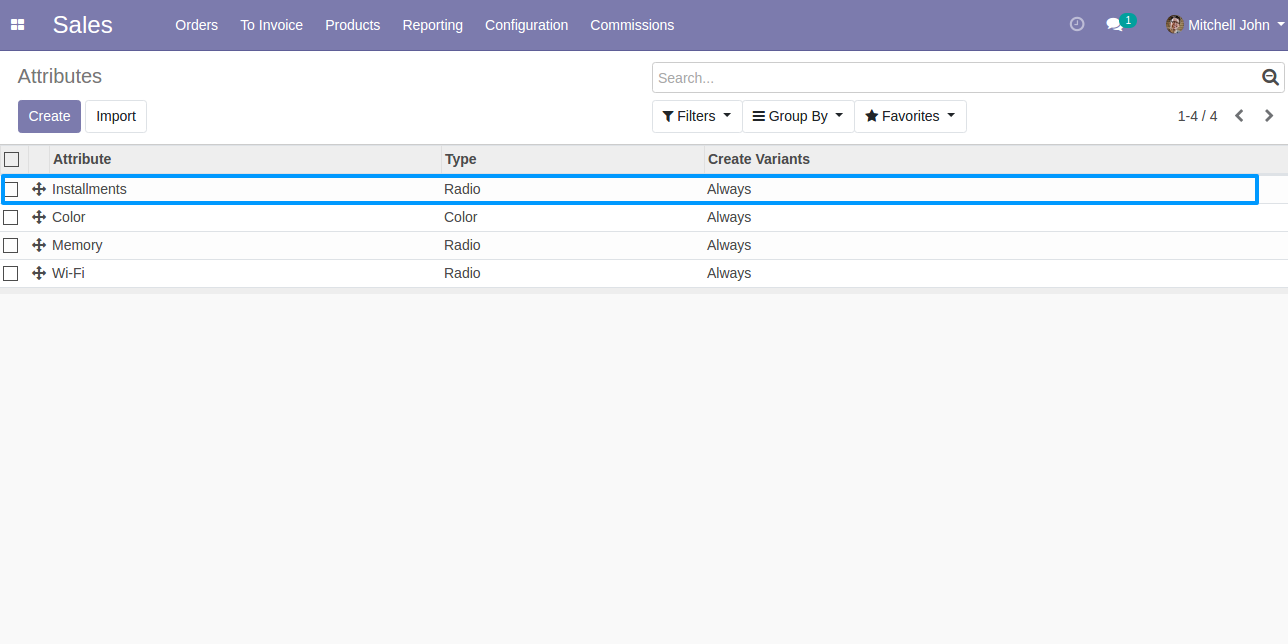 Sales Orders To Invoice Products Reporting Configuration Commissions 1 Mitchell John
Attributes Search...
Create Import Filters Group By Favorites 1-4 / 4
Attribute Type Create Variants
Installments Radio Always
Color Color Always
Memory Radio Always
Wi-Fi Radio Always